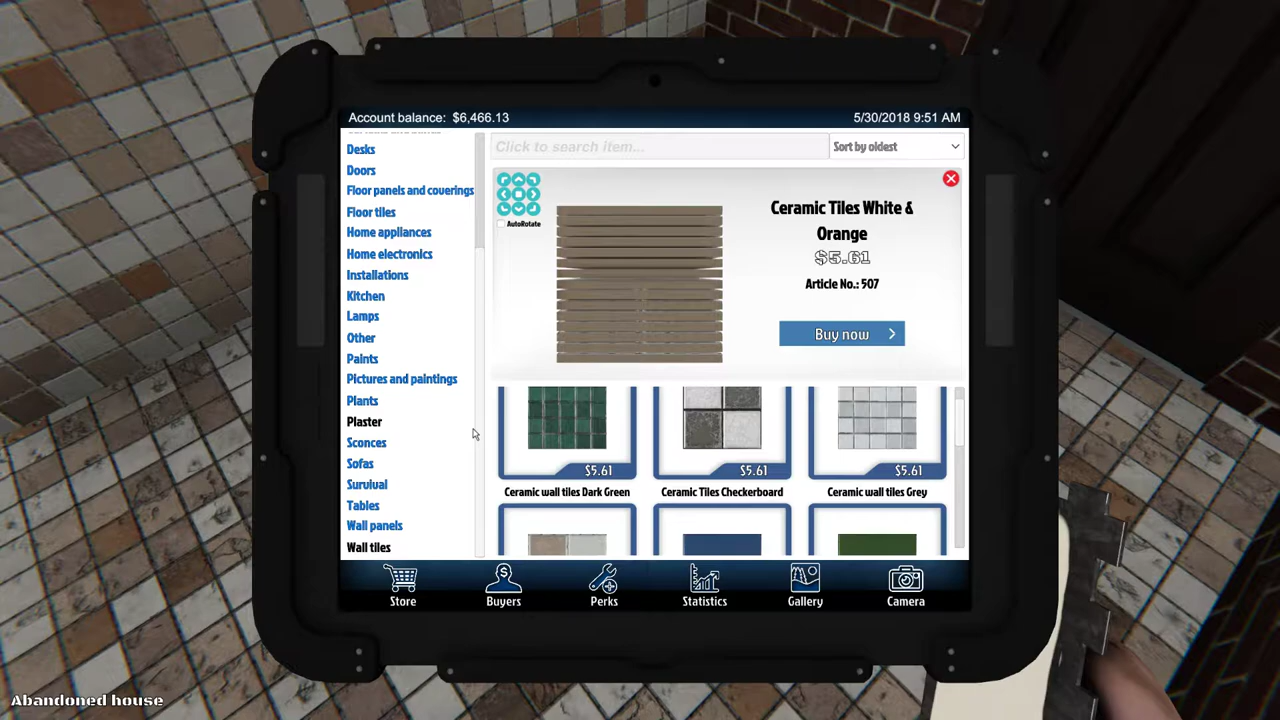 Account balance: $6,466.13
5/30/2018 9:51 AM
Desks
Doors
Floor panels and coverings
Floor tiles
Home appliances
Home electronics
Installations
Kitchen
Lamps
Other
Paints
Pictures and paintings
Plants
Plaster
Sconces
Sofas
Survival
Tables
Wall panels
Wall tiles
Click to search item...
Sort by oldest
AutoRotate
Ceramic Tiles White &
Orange
$5.61
Article No.: 507
Buy now
$5.61
$5.61
$5.61
Ceramic wall tiles Dark Green
Ceramic Tiles Checkerboard
Ceramic wall tiles Grey
Store
Buyers
Perks
Statistics
Gallery
Camera
Abandoned house